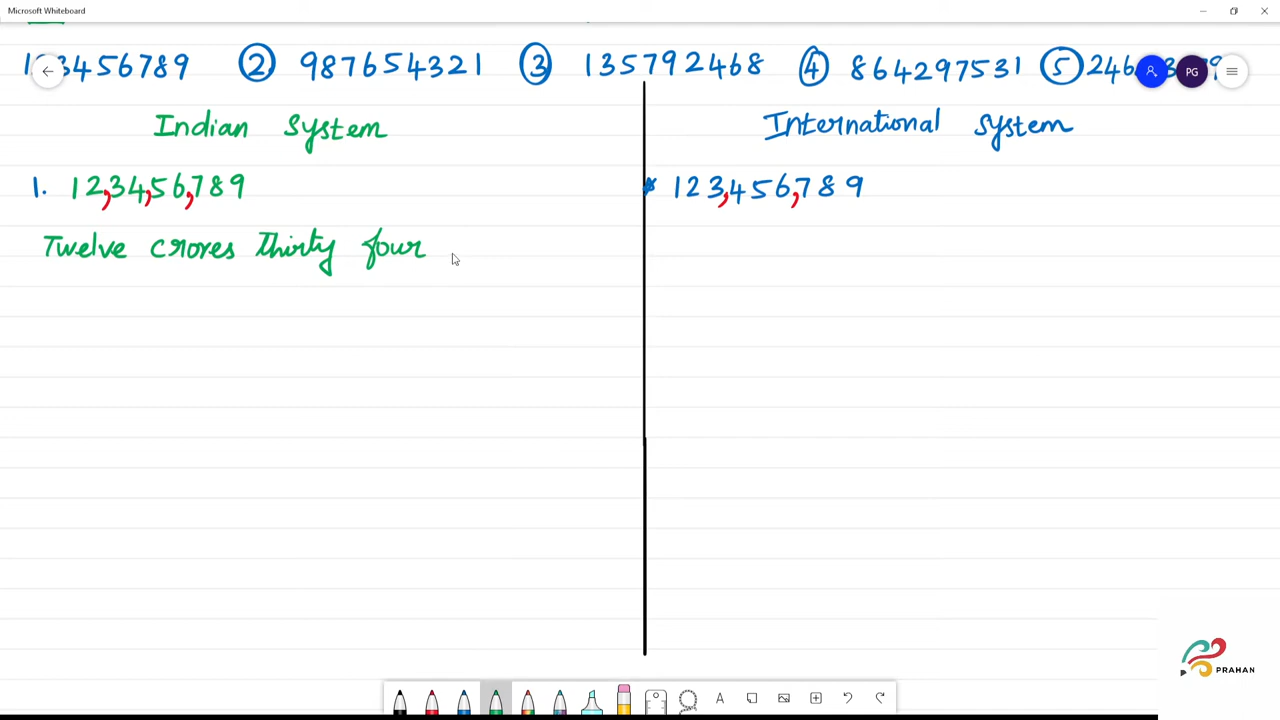 Microsoft Whiteboard
3456789 ② 987654321 ③ 135792468 ④ 864297531 ⑤ 246
PG
Indian System
International System
1. 12,34,56,789
* 123,456,789
Twelve crores thirty four
A
PRAHAN